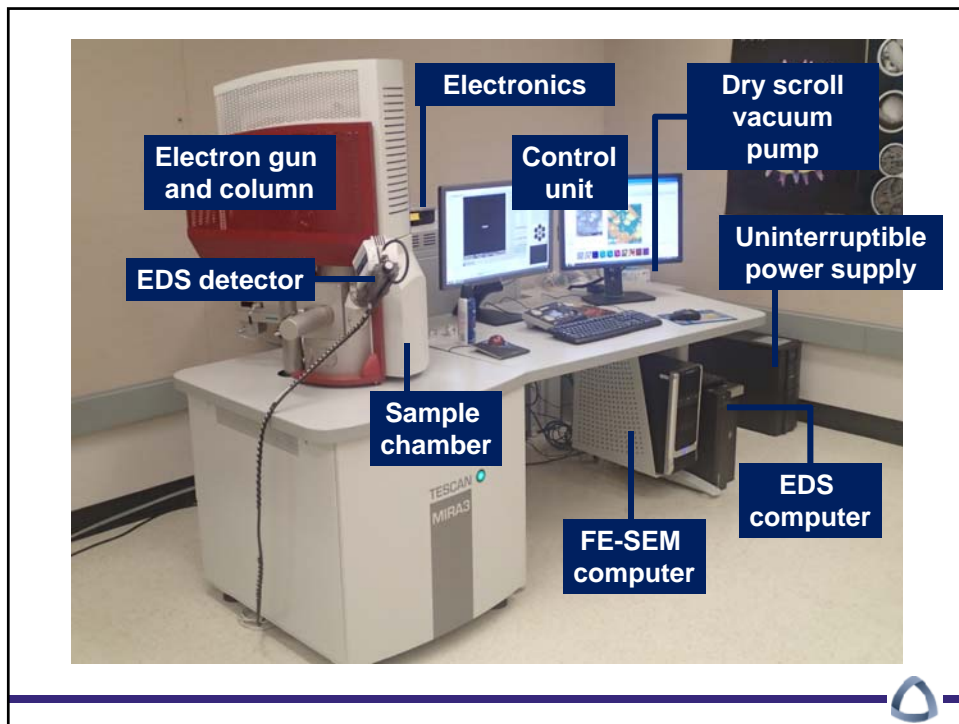 Electronics
Dry scroll
vacuum
pump
Electron gun
and column
Control
unit
Uninterruptible
power supply
EDS detector
Sample
chamber
EDS
computer
FE-SEM
computer
TESCAN
MIRA3